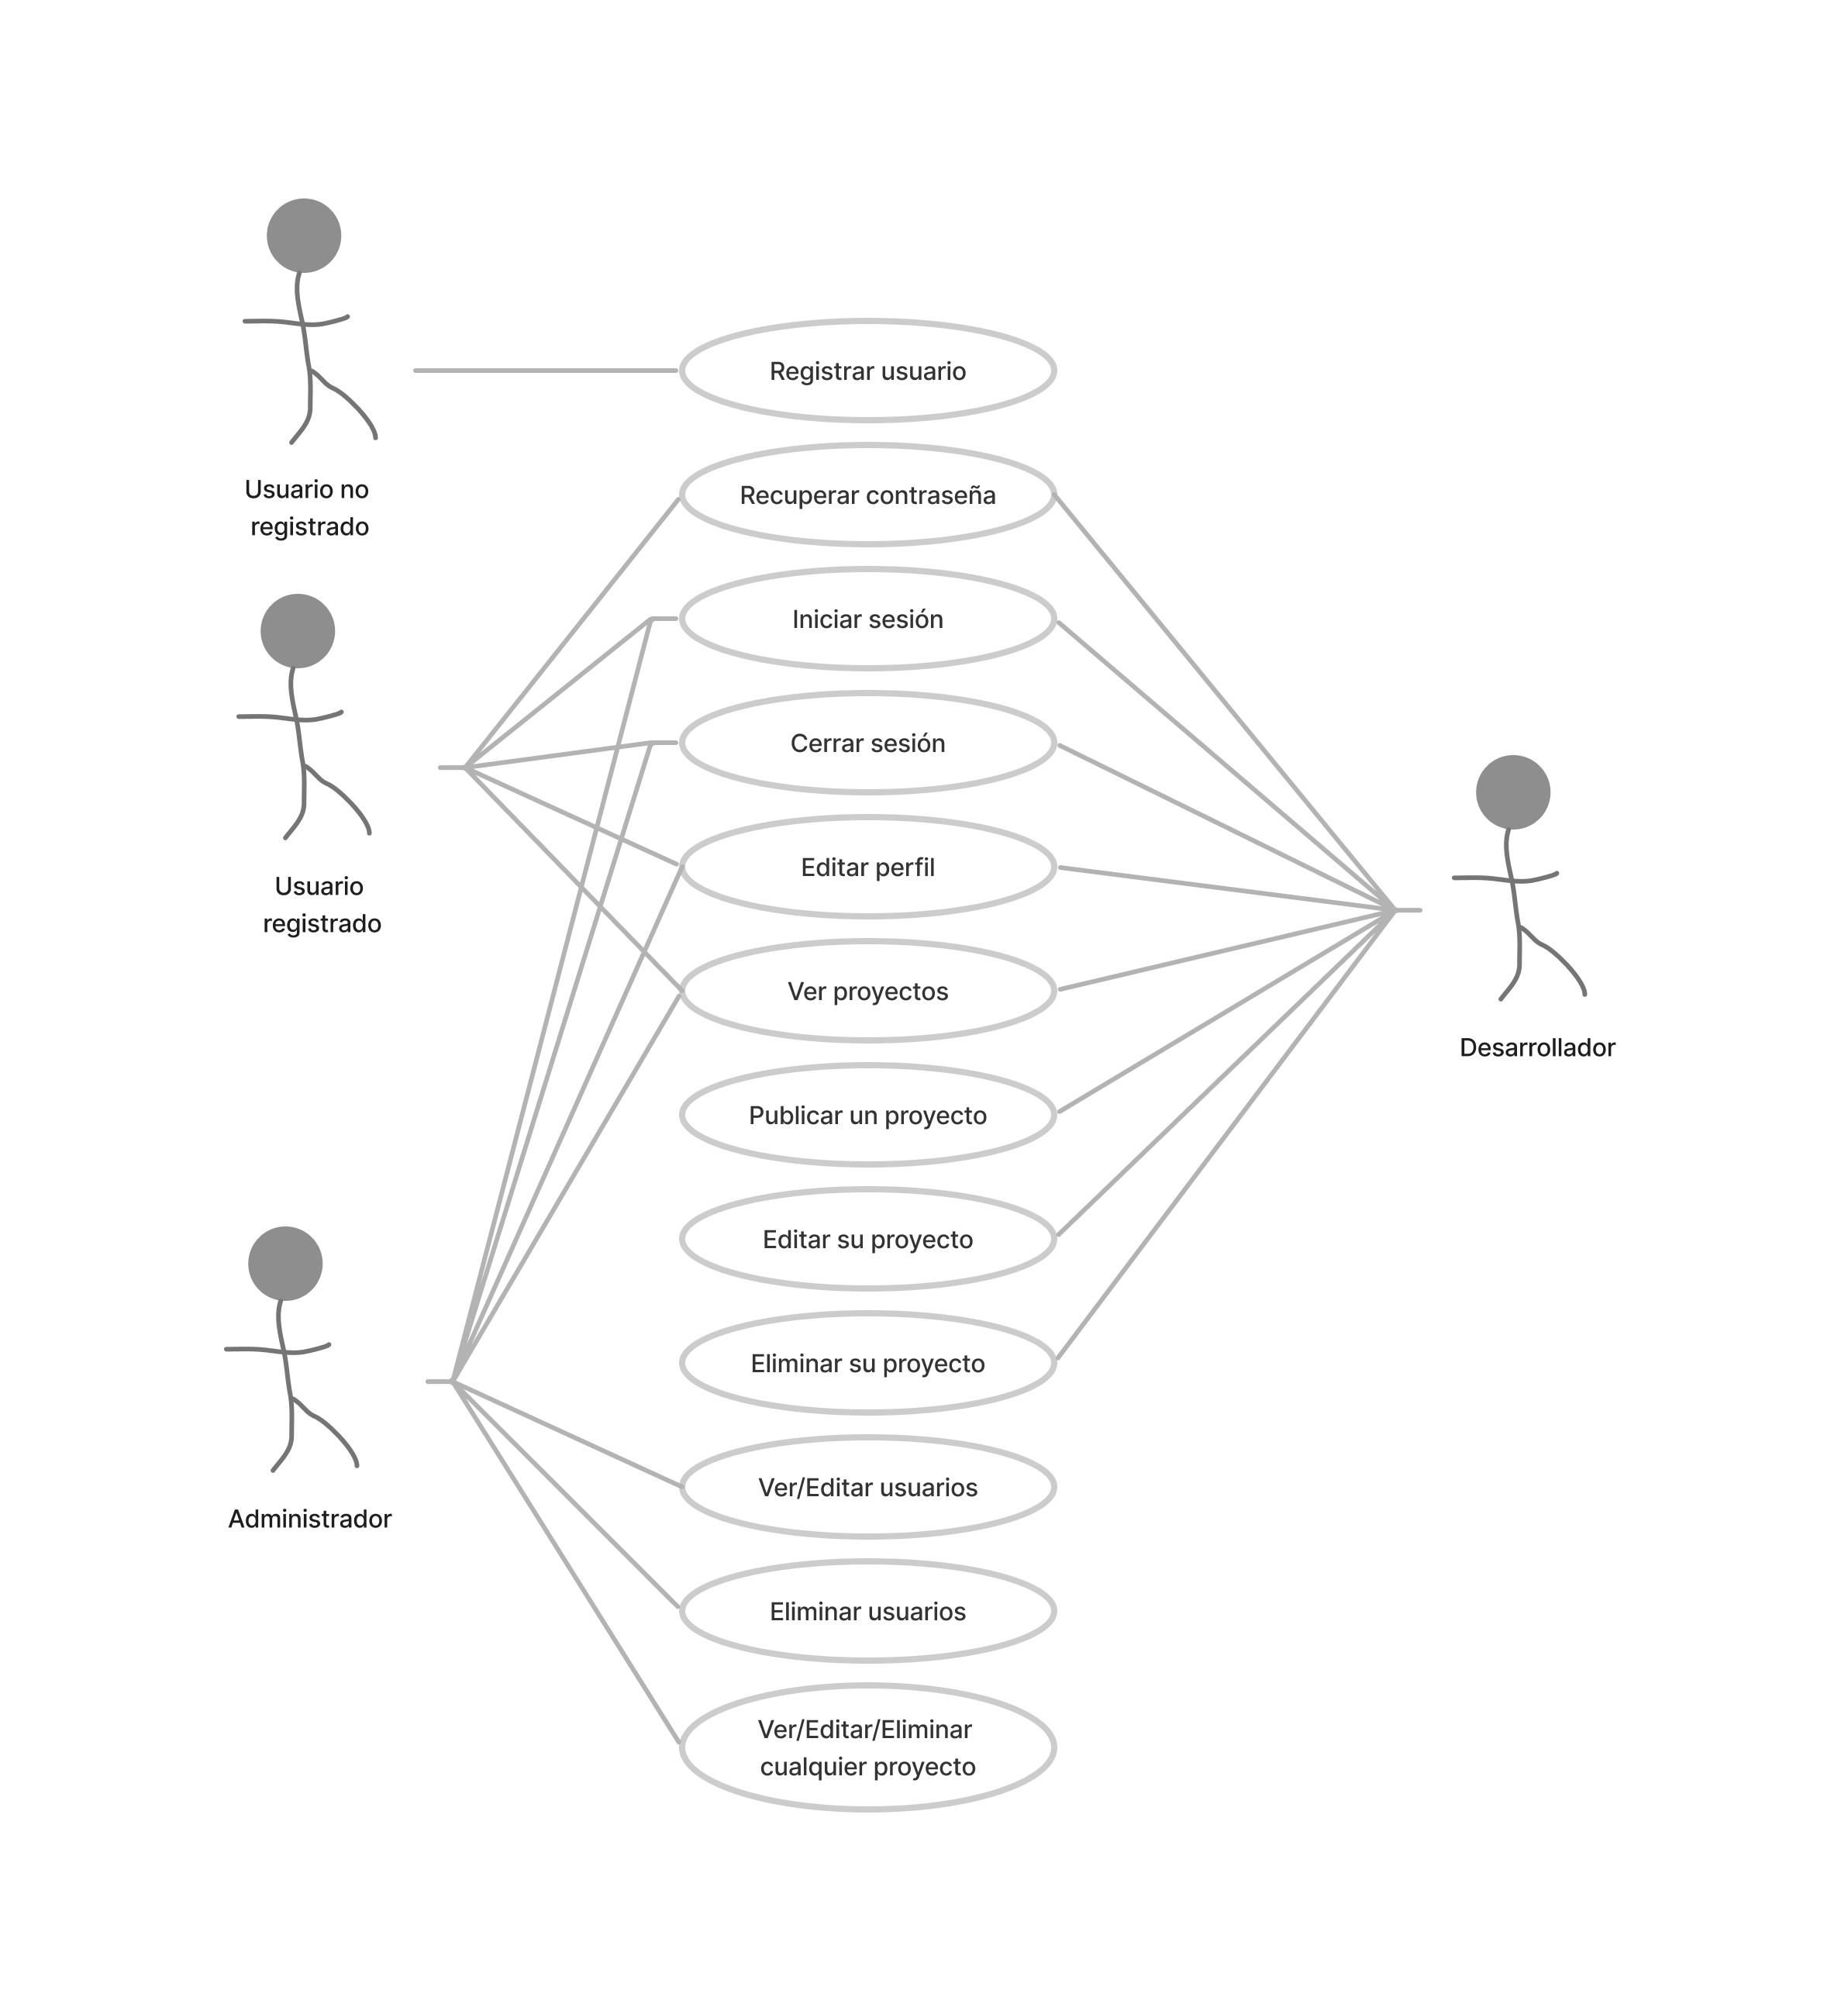 Registrar usuario
Usuario no
registrado
Recuperar contraseña
Iniciar sesión
Cerrar sesión
Usuario
registrado
Editar perfil
Ver proyectos
Desarrollador
Publicar un proyecto
Editar su proyecto
Eliminar su proyecto
Administrador
Ver/Editar usuarios
Eliminar usuarios
Ver/Editar/Eliminar
cualquier proyecto